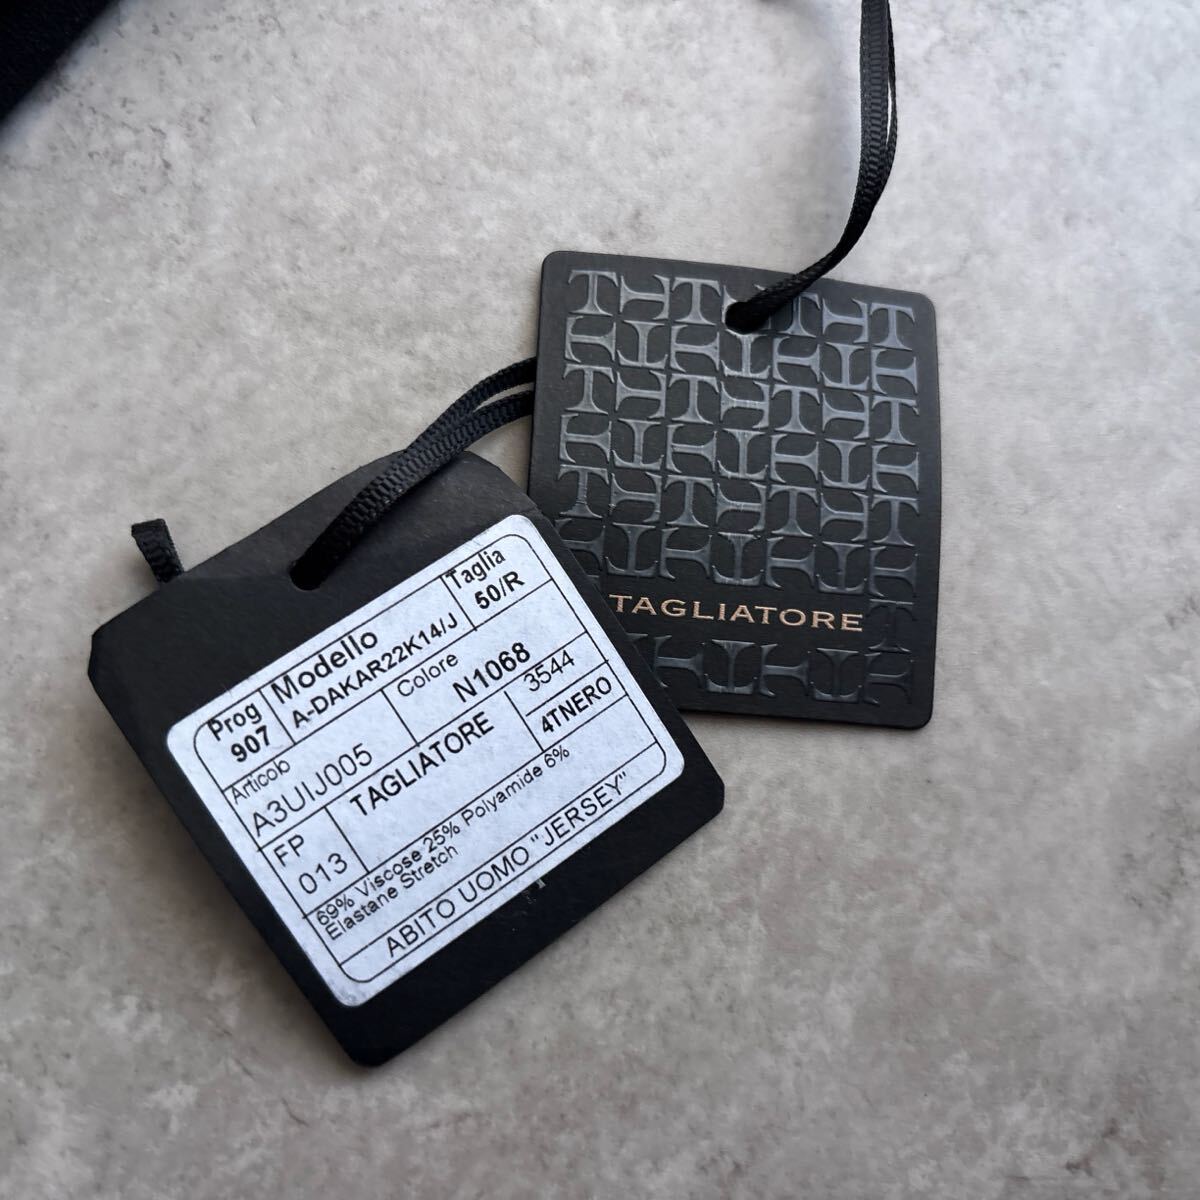 TAGLIATORE
Prog
907
Modello
A-DAKAR22K14/J
Taglia
50/R
Articolo
A3UIJ005
Colore
N1068
FP
013
TAGLIATORE
3544
4TNERO
69% Viscose 25% Polyamide 6%
Elastane Stretch
ABITO UOMO "JERSEY"